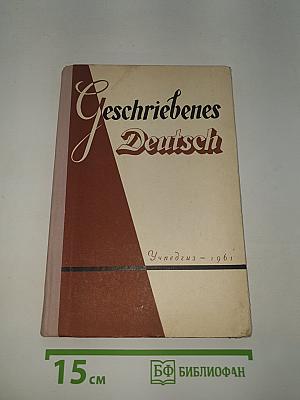 Geschriebenes
Deutsch
Учпедгиз – 1961
15 см
БФ БИБЛИОФАН